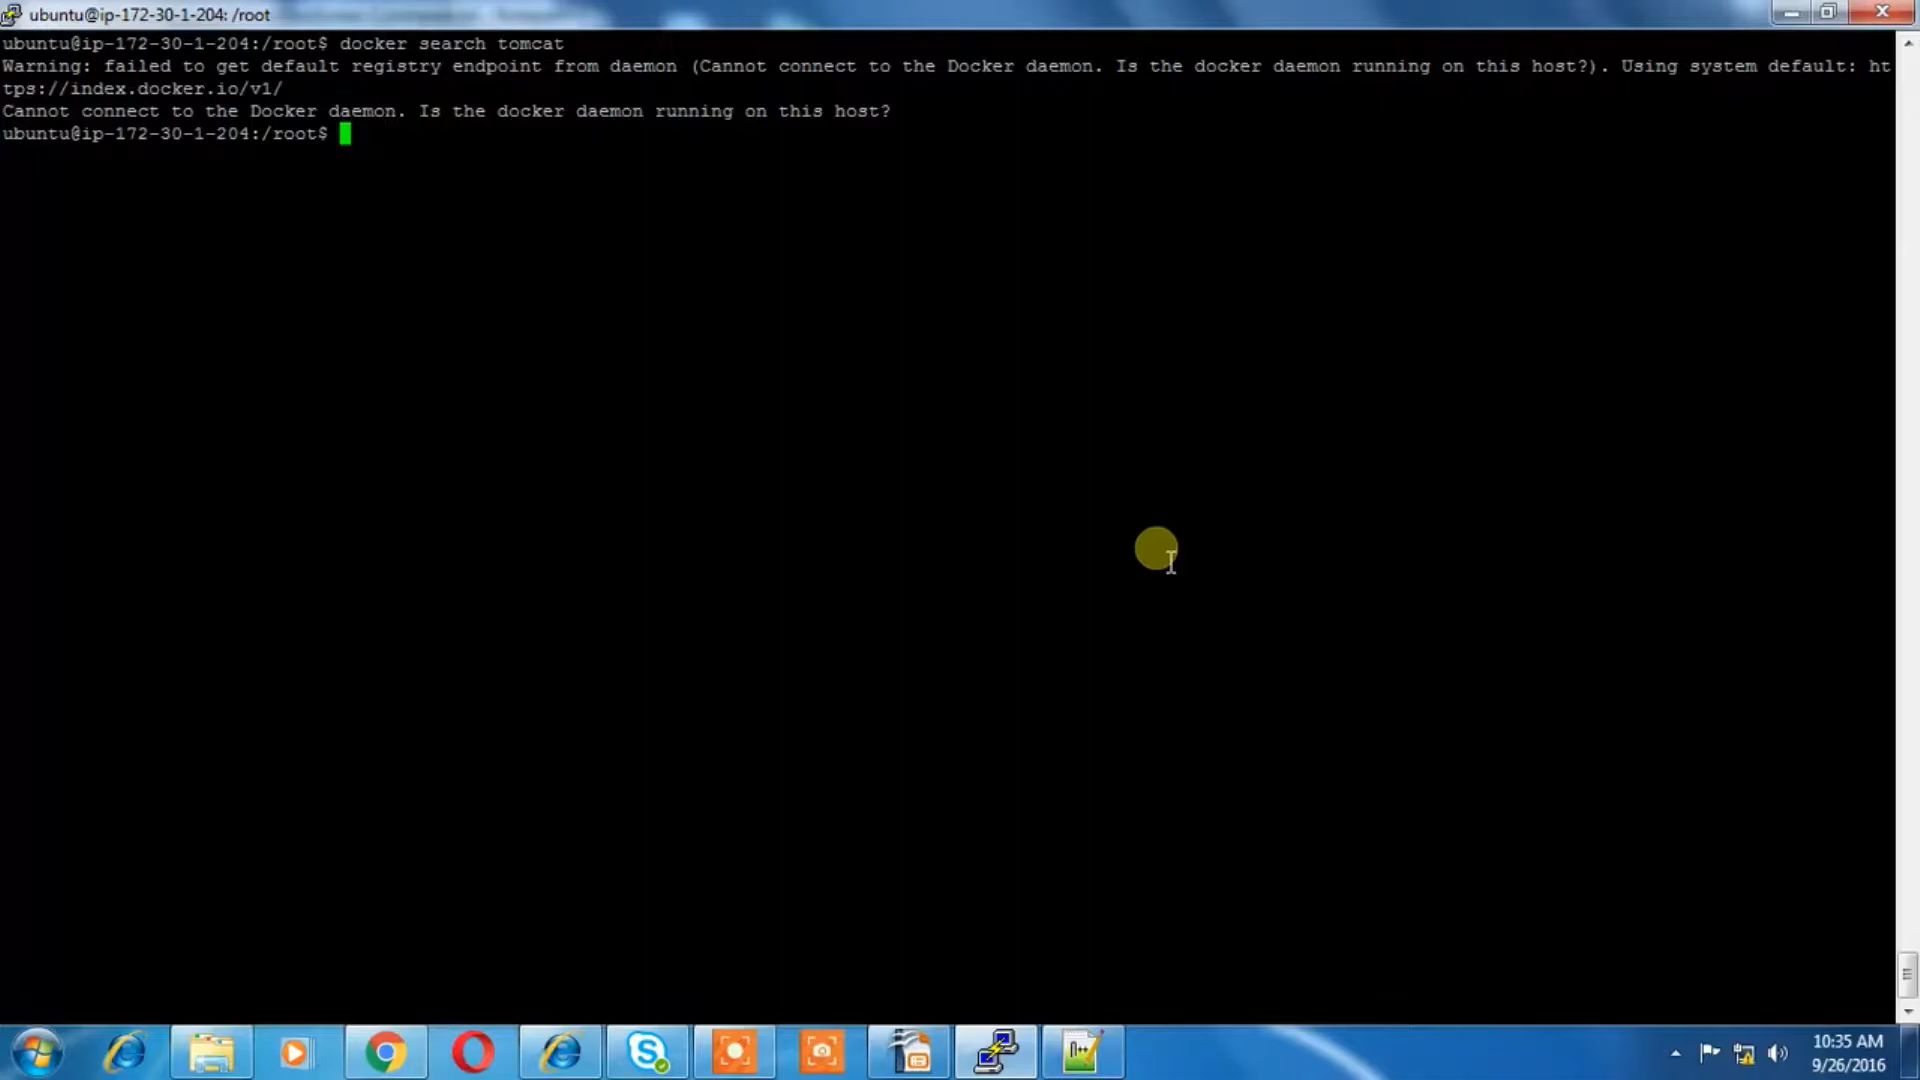 ubuntu@ip-172-30-1-204: /root
ubuntu@ip-172-30-1-204:/root$ docker search tomcat
Warning: failed to get default registry endpoint from daemon (Cannot connect to the Docker daemon. Is the docker daemon running on this host?). Using system default: ht
tps://index.docker.io/v1/
Cannot connect to the Docker daemon. Is the docker daemon running on this host?
ubuntu@ip-172-30-1-204:/root$
10:35 AM
9/26/2016